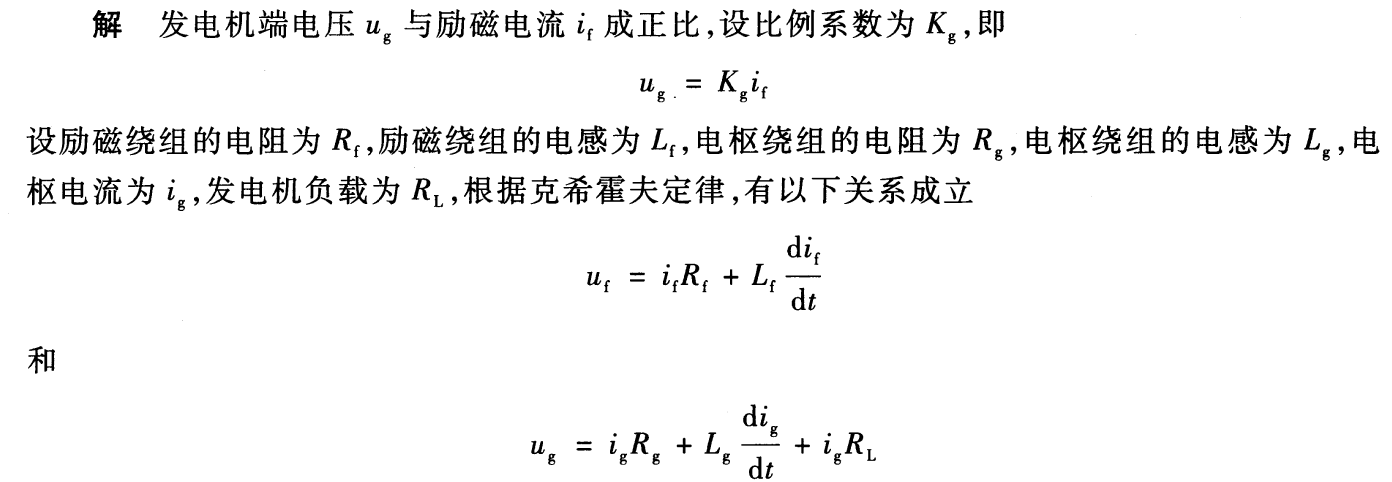 解 发电机端电压 u_g 与励磁电流 i_f 成正比,设比例系数为 K_g,即
u_g = K_g i_f
设励磁绕组的电阻为 R_f,励磁绕组的电感为 L_f,电枢绕组的电阻为 R_g,电枢绕组的电感为 L_g,电
枢电流为 i_g,发电机负载为 R_L,根据克希霍夫定律,有以下关系成立
u_f = i_f R_f + L_f di_f/dt
和
u_g = i_g R_g + L_g di_g/dt + i_g R_L